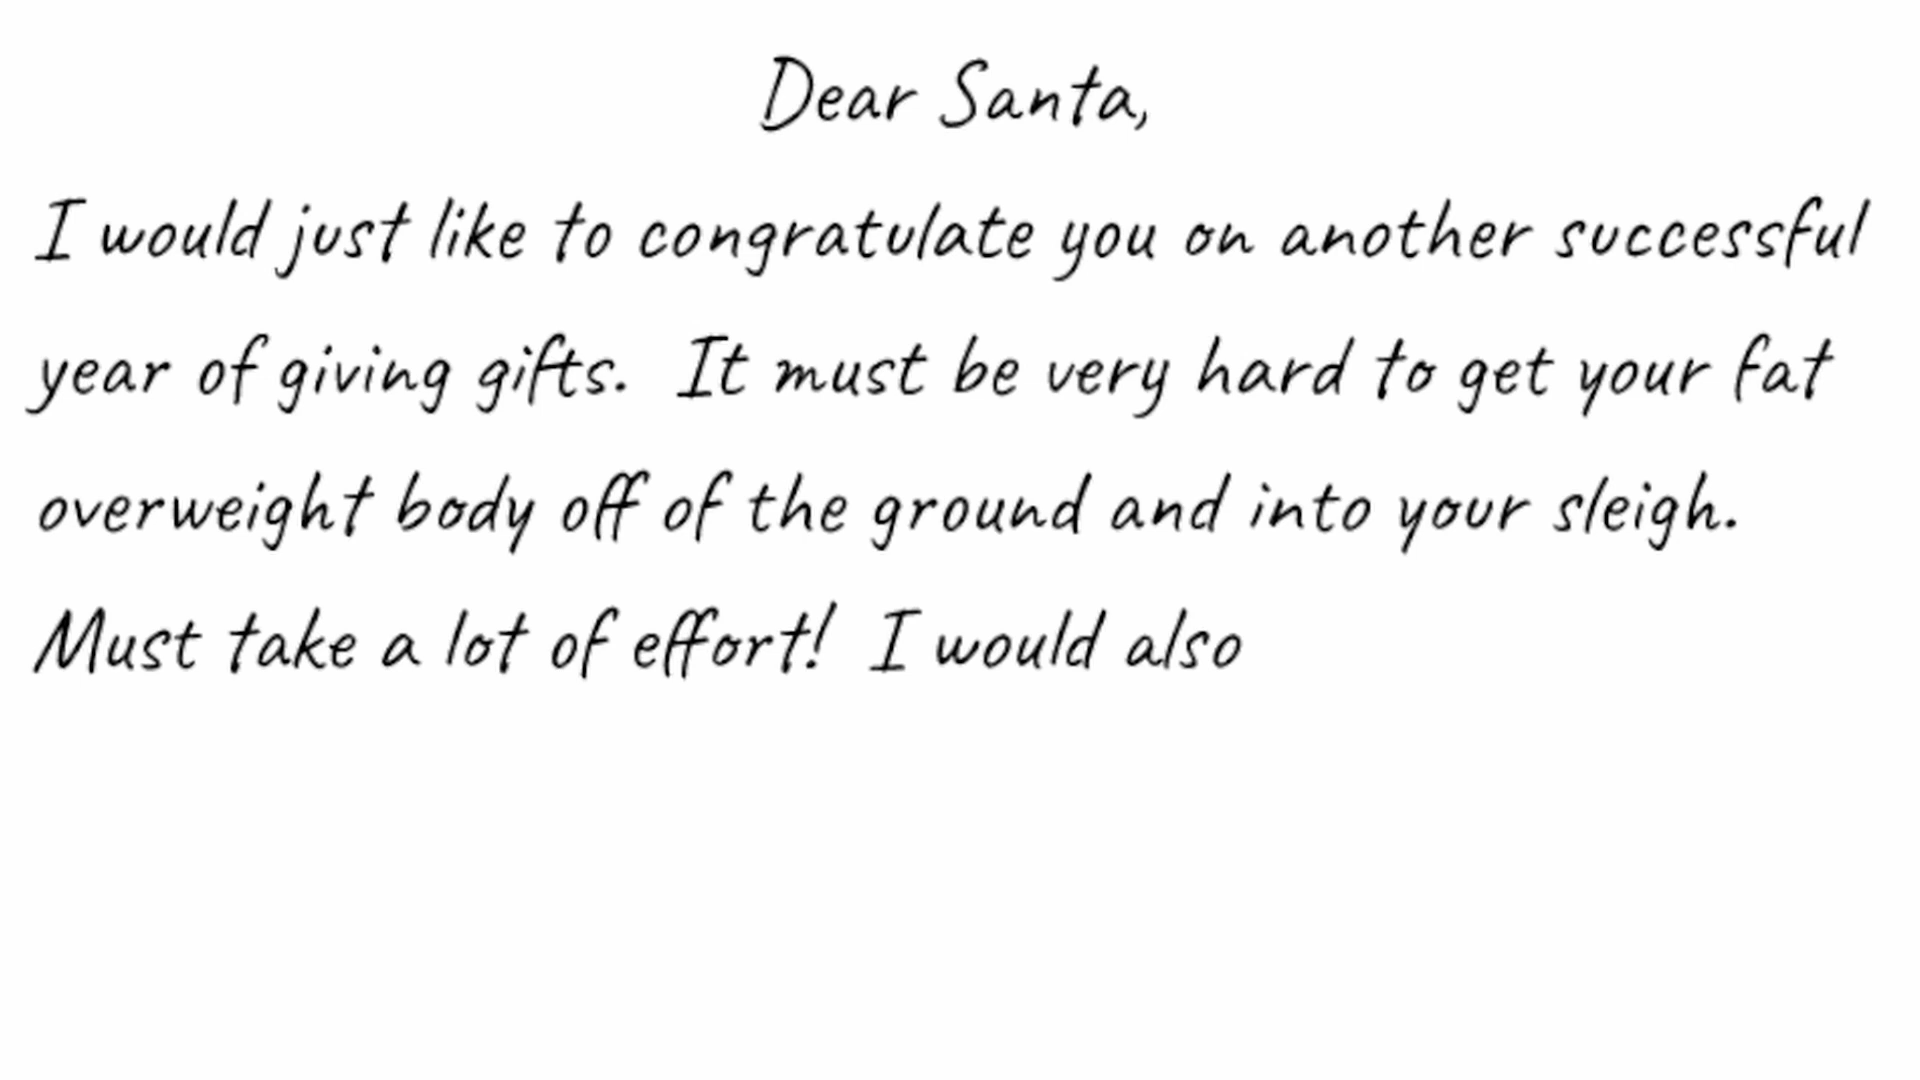 Dear Santa,
I would just like to congratulate you on another successful
year of giving gifts.  It must be very hard to get your fat
overweight body off of the ground and into your sleigh.
Must take a lot of effort!  I would also